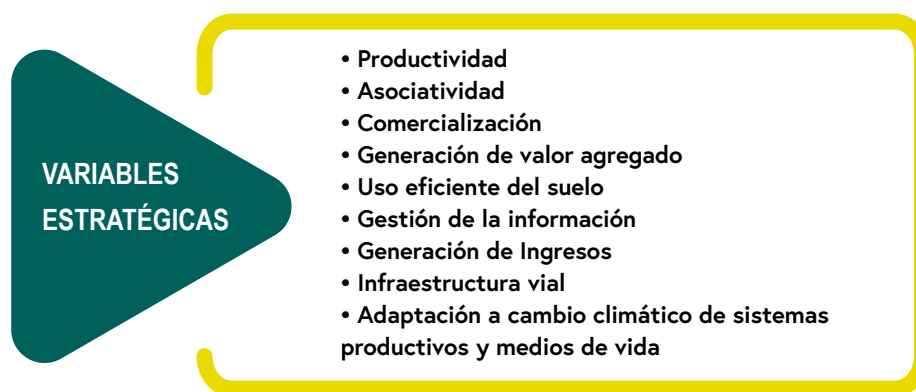 VARIABLES
ESTRATÉGICAS
• Productividad
• Asociatividad
• Comercialización
• Generación de valor agregado
• Uso eficiente del suelo
• Gestión de la información
• Generación de Ingresos
• Infraestructura vial
• Adaptación a cambio climático de sistemas
productivos y medios de vida